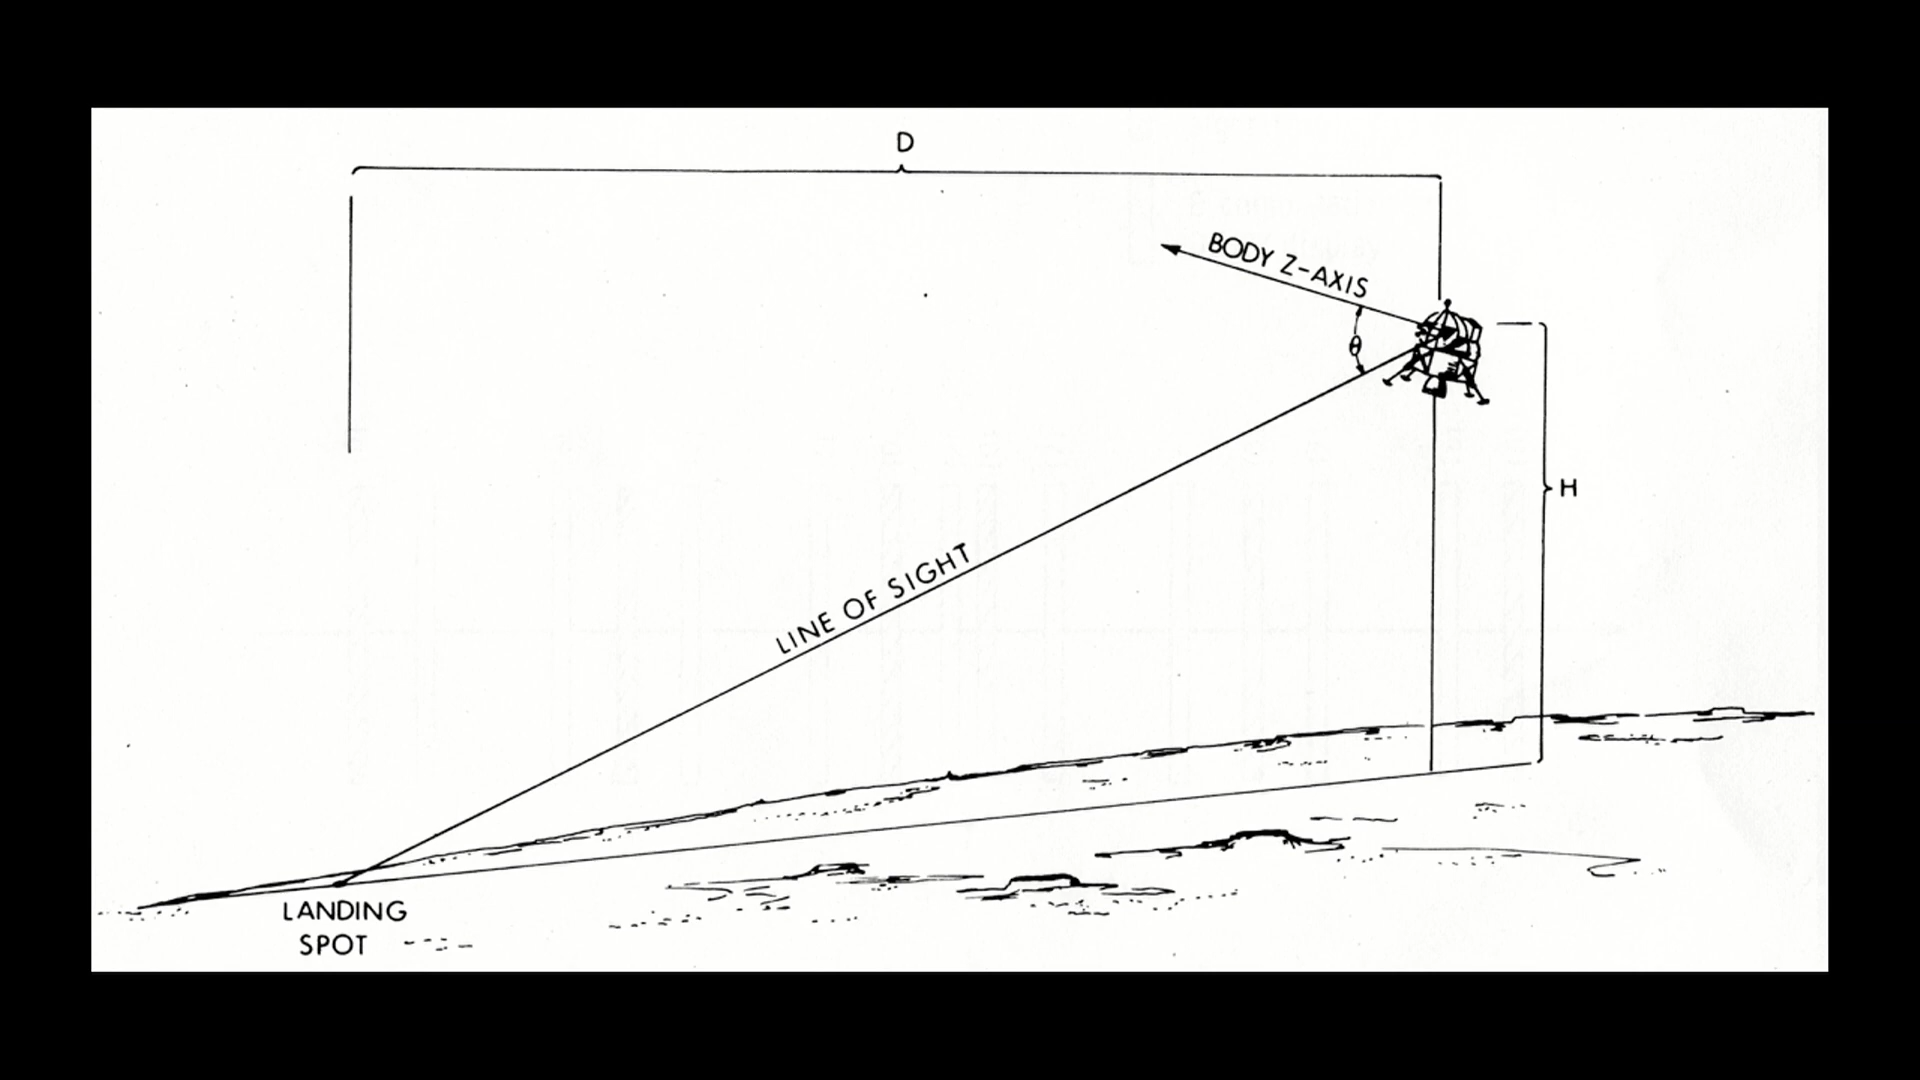 D
BODY Z-AXIS
θ
H
LINE OF SIGHT
LANDING
SPOT